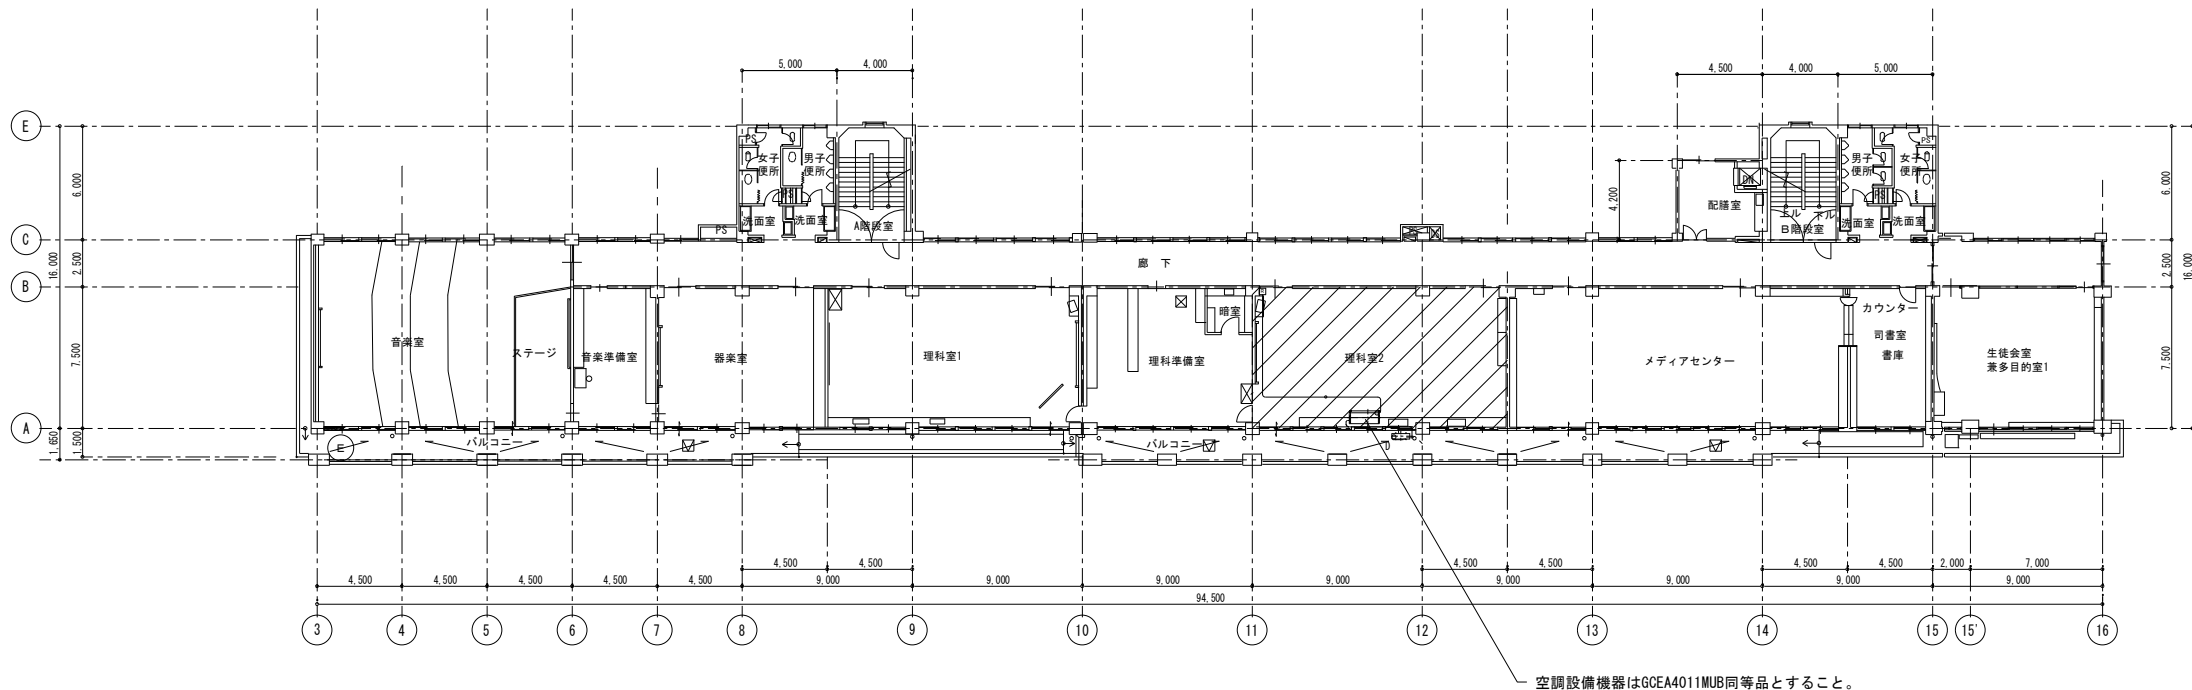 5,000
4,000
4,500
4,000
5,000
E
C
B
A
6,000
2,500
16,000
7,500
1,650
1,500
PS
女子
便所
男子
便所
PS
洗面室
洗面室
A階段室
PS
4,200
DN
配膳室
エル
B階段室
男子
便所
女子
便所
PS
PS
洗面室
洗面室
6,000
2,500
16,000
7,500
廊 下
音楽室
ステージ
音楽準備室
器楽室
理科室1
理科準備室
暗室
理科室2
メディアセンター
カウンター
司書室
書庫
生徒会室
兼多目的室1
E
バルコニー
バルコニー
4,500
4,500
4,500
4,500
4,500
4,500
4,500
4,500
4,500
4,500
4,500
2,000
7,000
9,000
9,000
9,000
9,000
9,000
9,000
9,000
9,000
94,500
3
4
5
6
7
8
9
10
11
12
13
14
15
15'
16
空調設備機器はGCEA4011MUB同等品とすること。